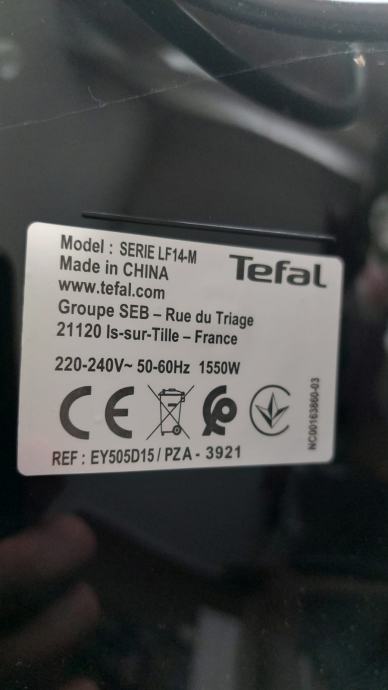 Model : SERIE LF14-M
Tefal
Made in CHINA
www.tefal.com
Groupe SEB – Rue du Triage
21120 Is-sur-Tille – France
220-240V~ 50-60Hz 1550W
CE
NC00163860-03
REF : EY505D15 / PZA - 3921